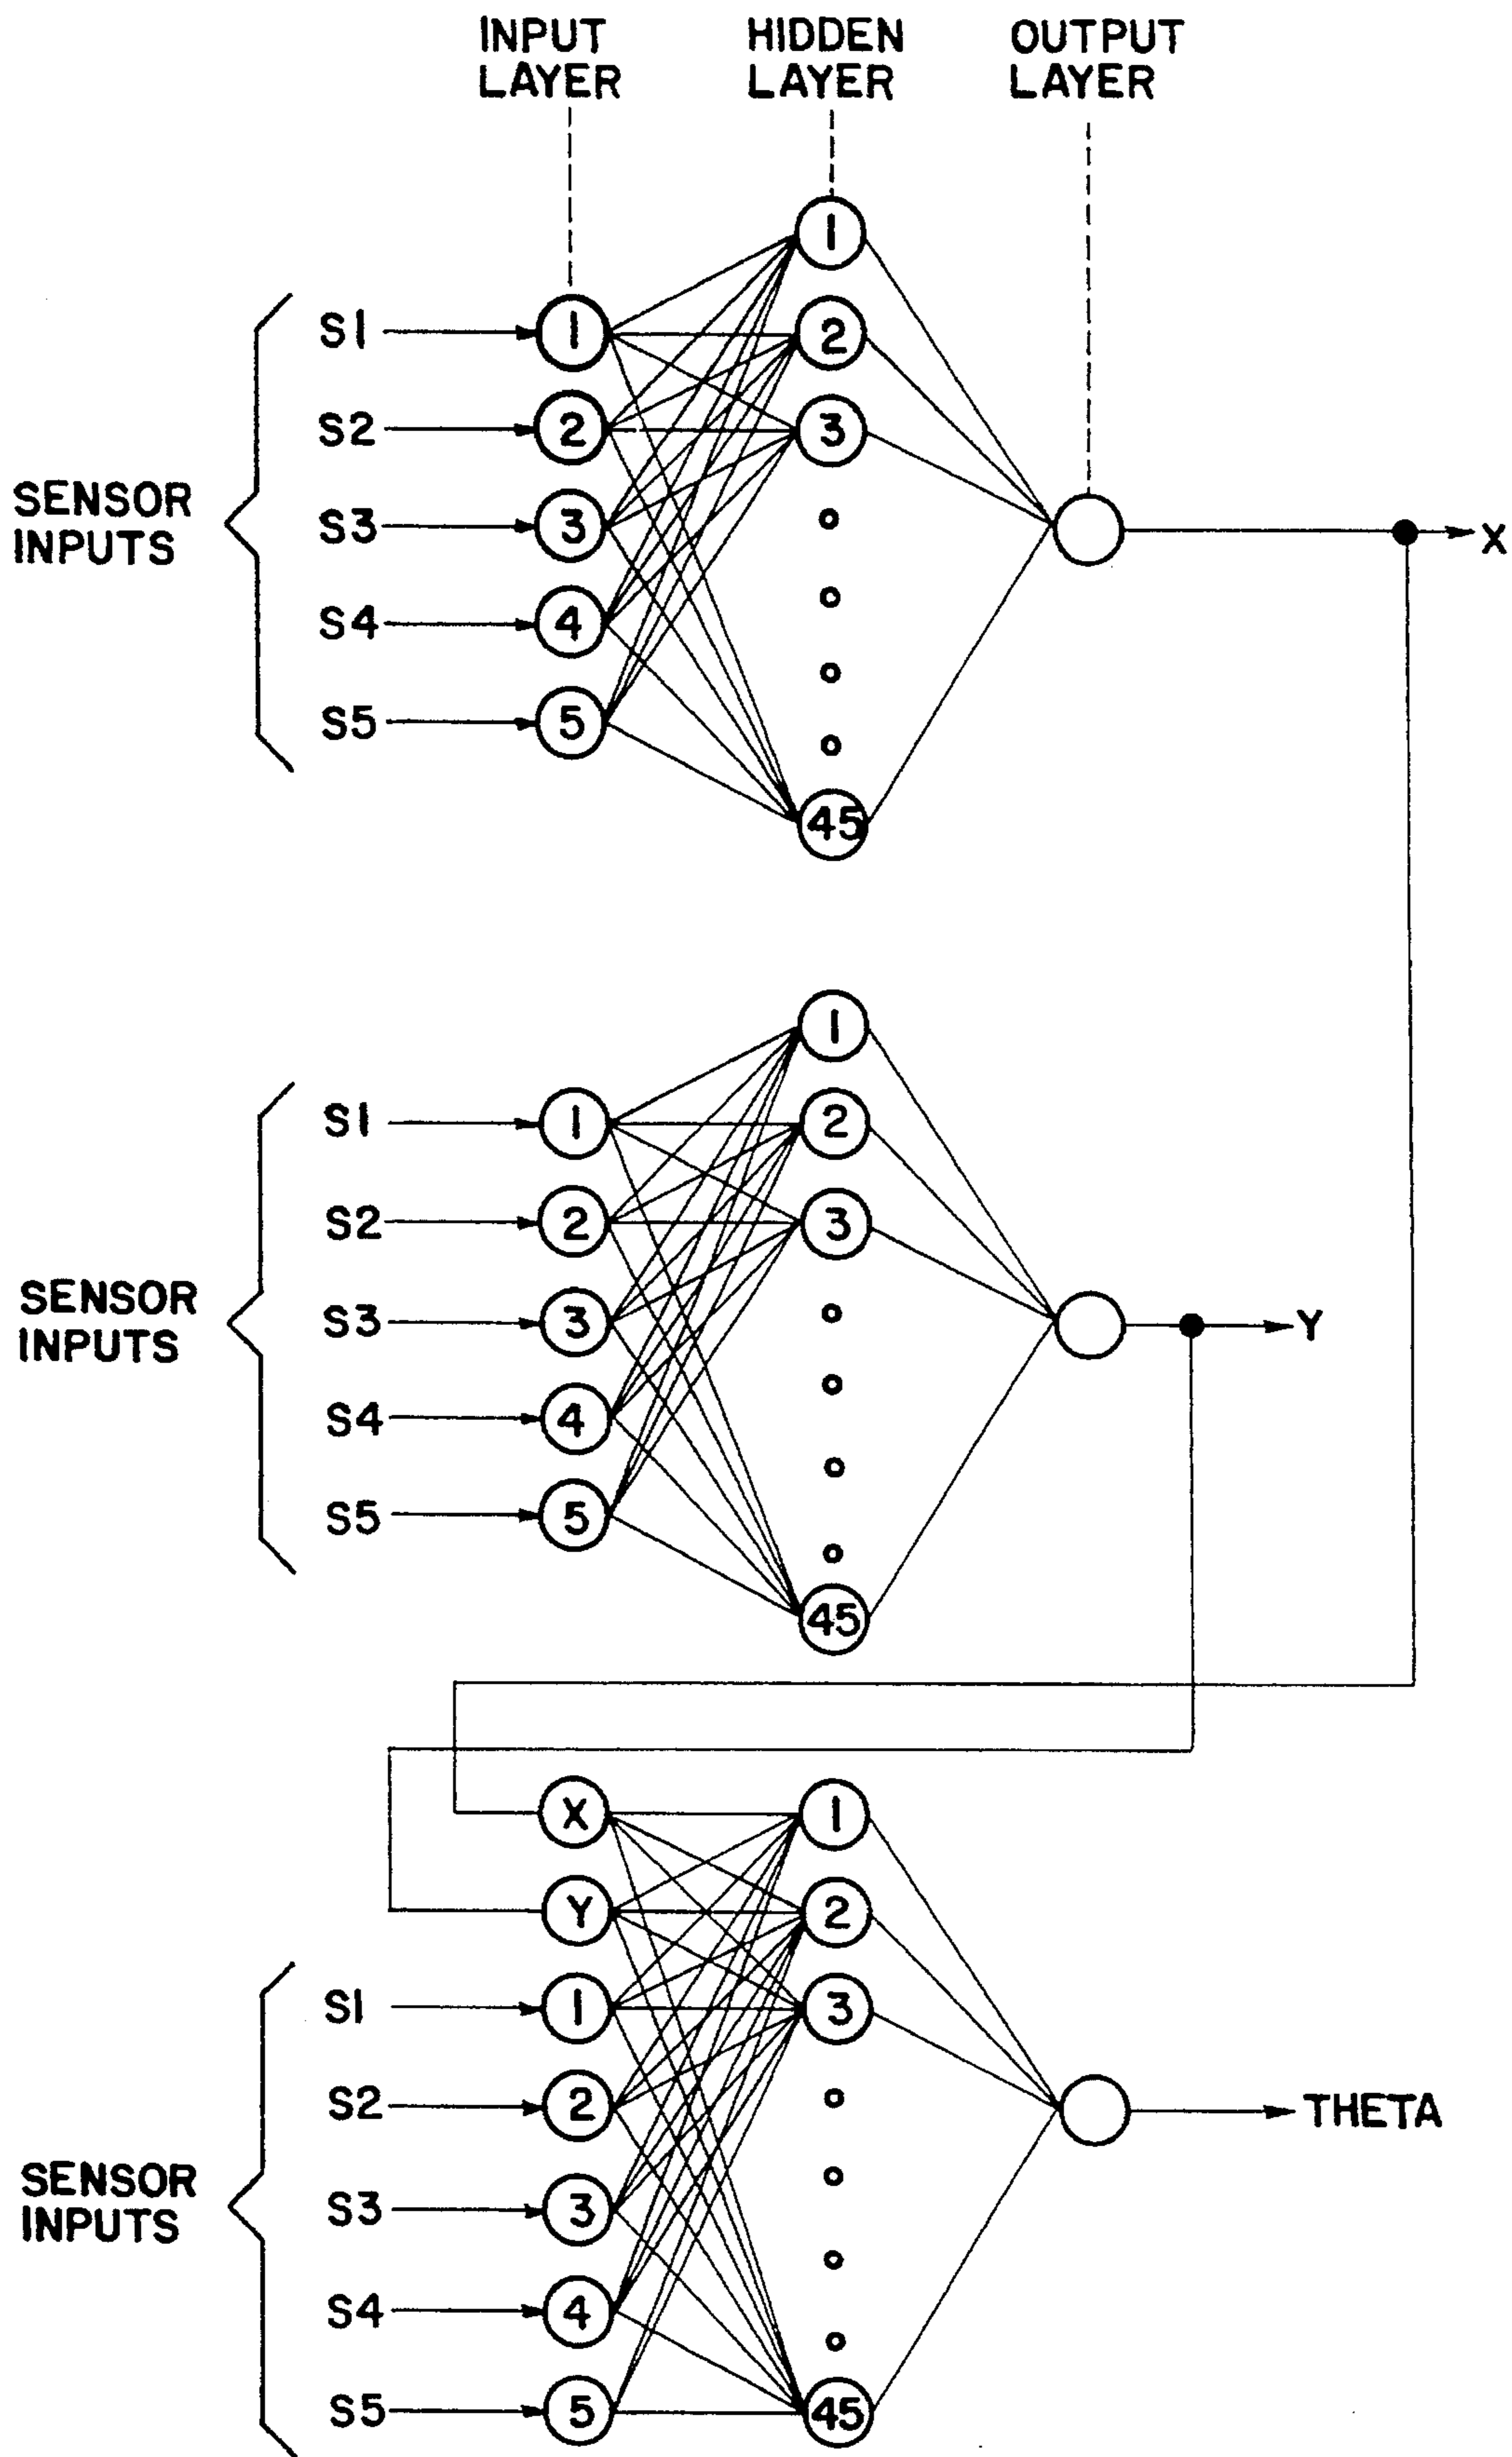 INPUT LAYER
HIDDEN LAYER
OUTPUT LAYER
SENSOR INPUTS
S1
1
S2
2
S3
3
S4
4
S5
5
1
2
3
45
X
SENSOR INPUTS
S1
1
S2
2
S3
3
S4
4
S5
5
1
2
3
45
Y
X
Y
SENSOR INPUTS
S1
1
S2
2
S3
3
S4
4
S5
5
1
2
3
45
THETA